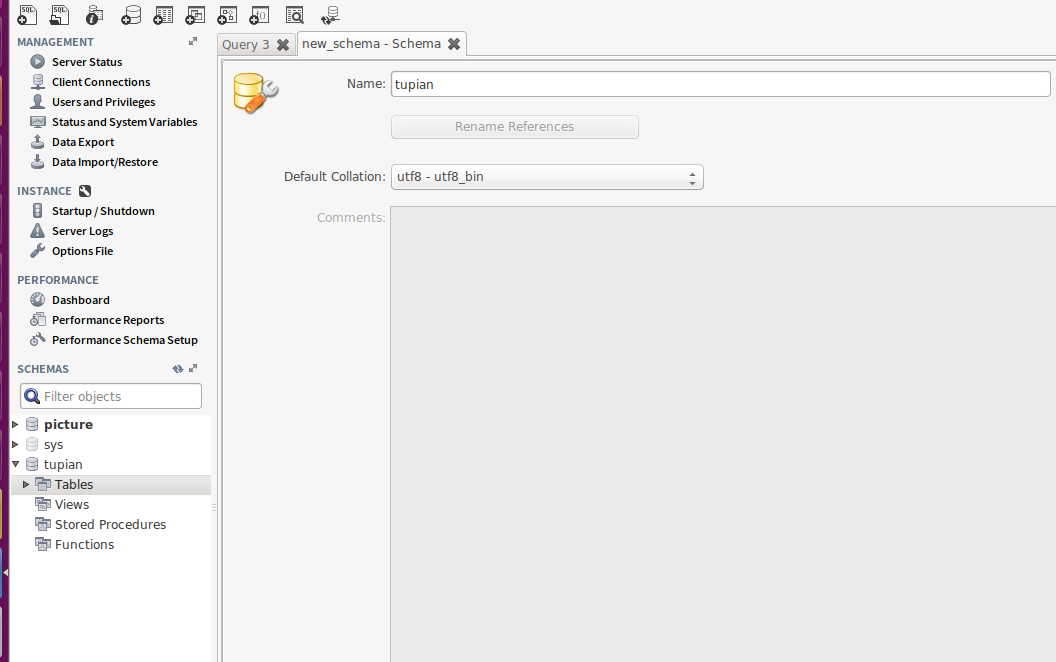 MANAGEMENT
Server Status
Client Connections
Users and Privileges
Status and System Variables
Data Export
Data Import/Restore
INSTANCE
Startup / Shutdown
Server Logs
Options File
PERFORMANCE
Dashboard
Performance Reports
Performance Schema Setup
SCHEMAS
Filter objects
picture
sys
tupian
Tables
Views
Stored Procedures
Functions
Query 3
new_schema - Schema
Name: tupian
Rename References
Default Collation: utf8 - utf8_bin
Comments: